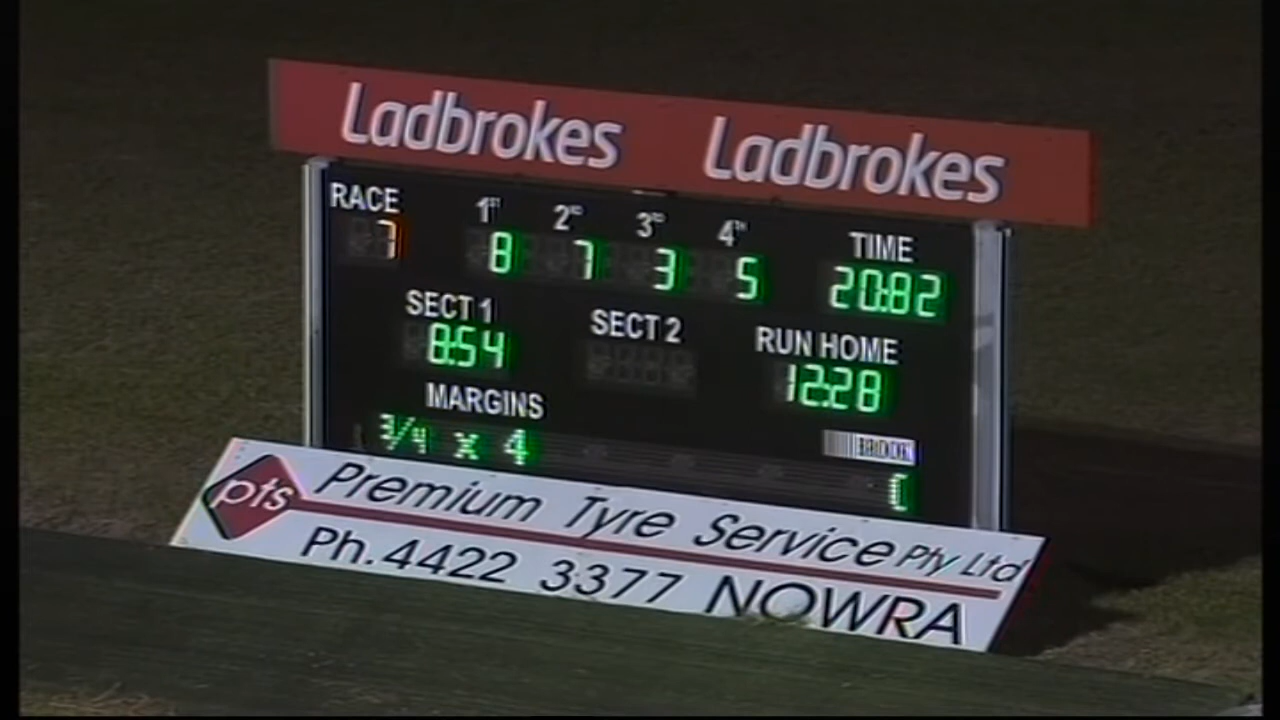 Ladbrokes Ladbrokes
RACE 1ST 2ND 3RD 4TH TIME
7 8 7 3 5 20:82
SECT 1 SECT 2 RUN HOME
8:54 12:28
MARGINS
3/4 x 4
C
pts Premium Tyre Service Pty Ltd
Ph. 4422 3377 NOWRA